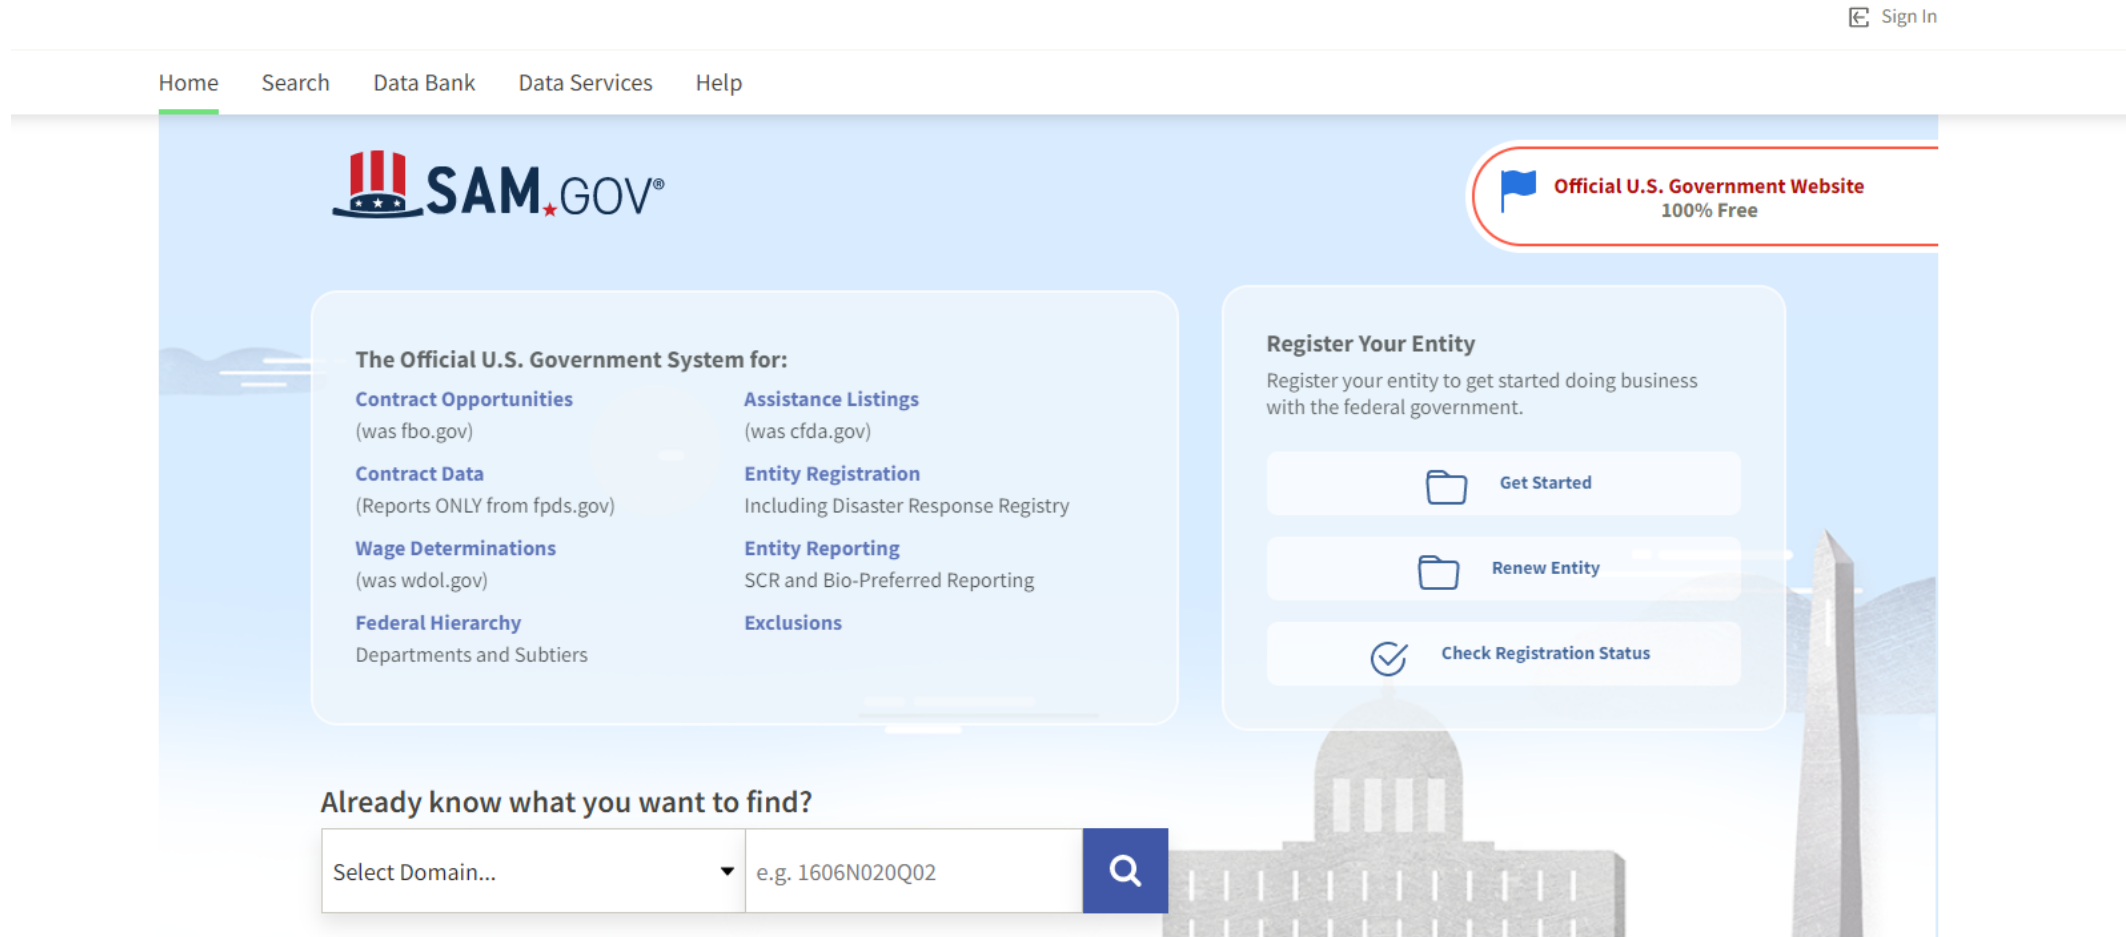 Sign In
Home Search Data Bank Data Services Help
SAM.GOV®
Official U.S. Government Website
100% Free
The Official U.S. Government System for:
Contract Opportunities
(was fbo.gov)
Contract Data
(Reports ONLY from fpds.gov)
Wage Determinations
(was wdol.gov)
Federal Hierarchy
Departments and Subtiers
Assistance Listings
(was cfda.gov)
Entity Registration
Including Disaster Response Registry
Entity Reporting
SCR and Bio-Preferred Reporting
Exclusions
Register Your Entity
Register your entity to get started doing business
with the federal government.
Get Started
Renew Entity
Check Registration Status
Already know what you want to find?
Select Domain... e.g. 1606N020Q02